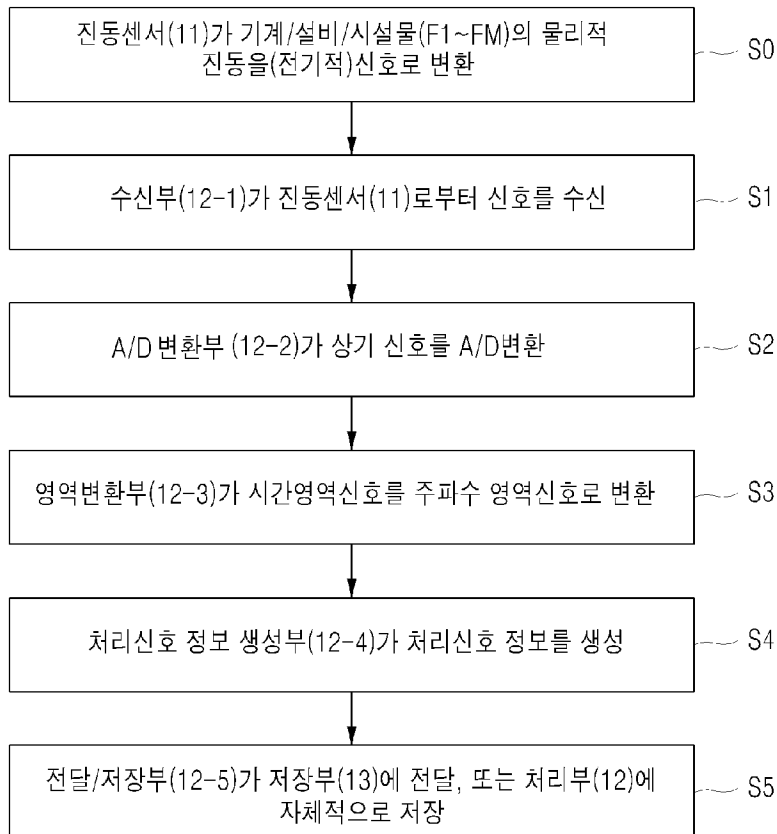 진동센서(11)가 기계/설비/시설물(F1~FM)의 물리적
진동을(전기적)신호로 변환
S0
수신부(12-1)가 진동센서(11)로부터 신호를 수신
S1
A/D 변환부 (12-2)가 상기 신호를 A/D변환
S2
영역변환부(12-3)가 시간영역신호를 주파수 영역신호로 변환
S3
처리신호 정보 생성부(12-4)가 처리신호 정보를 생성
S4
전달/저장부(12-5)가 저장부(13)에 전달, 또는 처리부(12)에
자체적으로 저장
S5